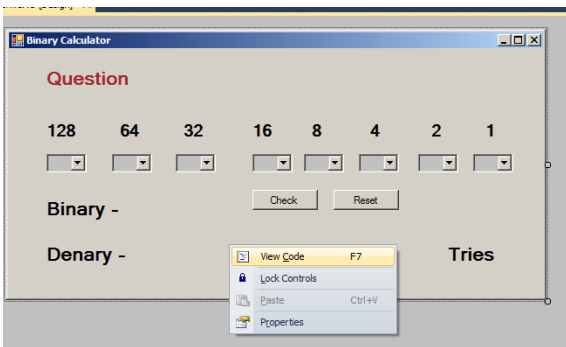 Binary Calculator
Question
128 64 32 16 8 4 2 1
Check Reset
Binary -
Denary -
Tries
View Code F7
Lock Controls
Paste Ctrl+V
Properties